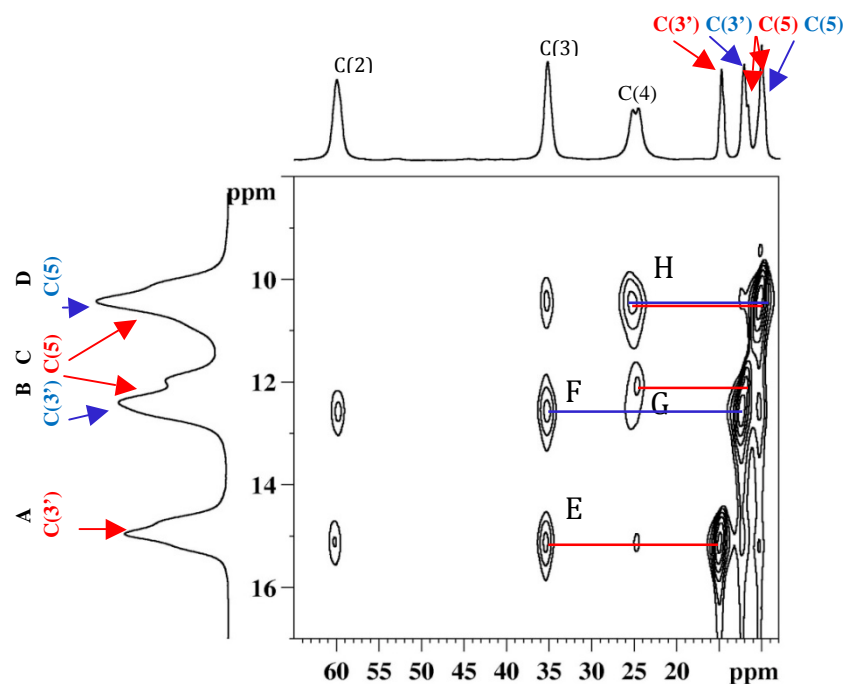 C(3') C(3') C(5) C(5)
C(2)
C(3)
C(4)
ppm
D C(5)
C C(5)
B C(3')
A C(3')
10
12
14
16
H
F
G
E
60 55 50 45 40 35 30 25 20 ppm